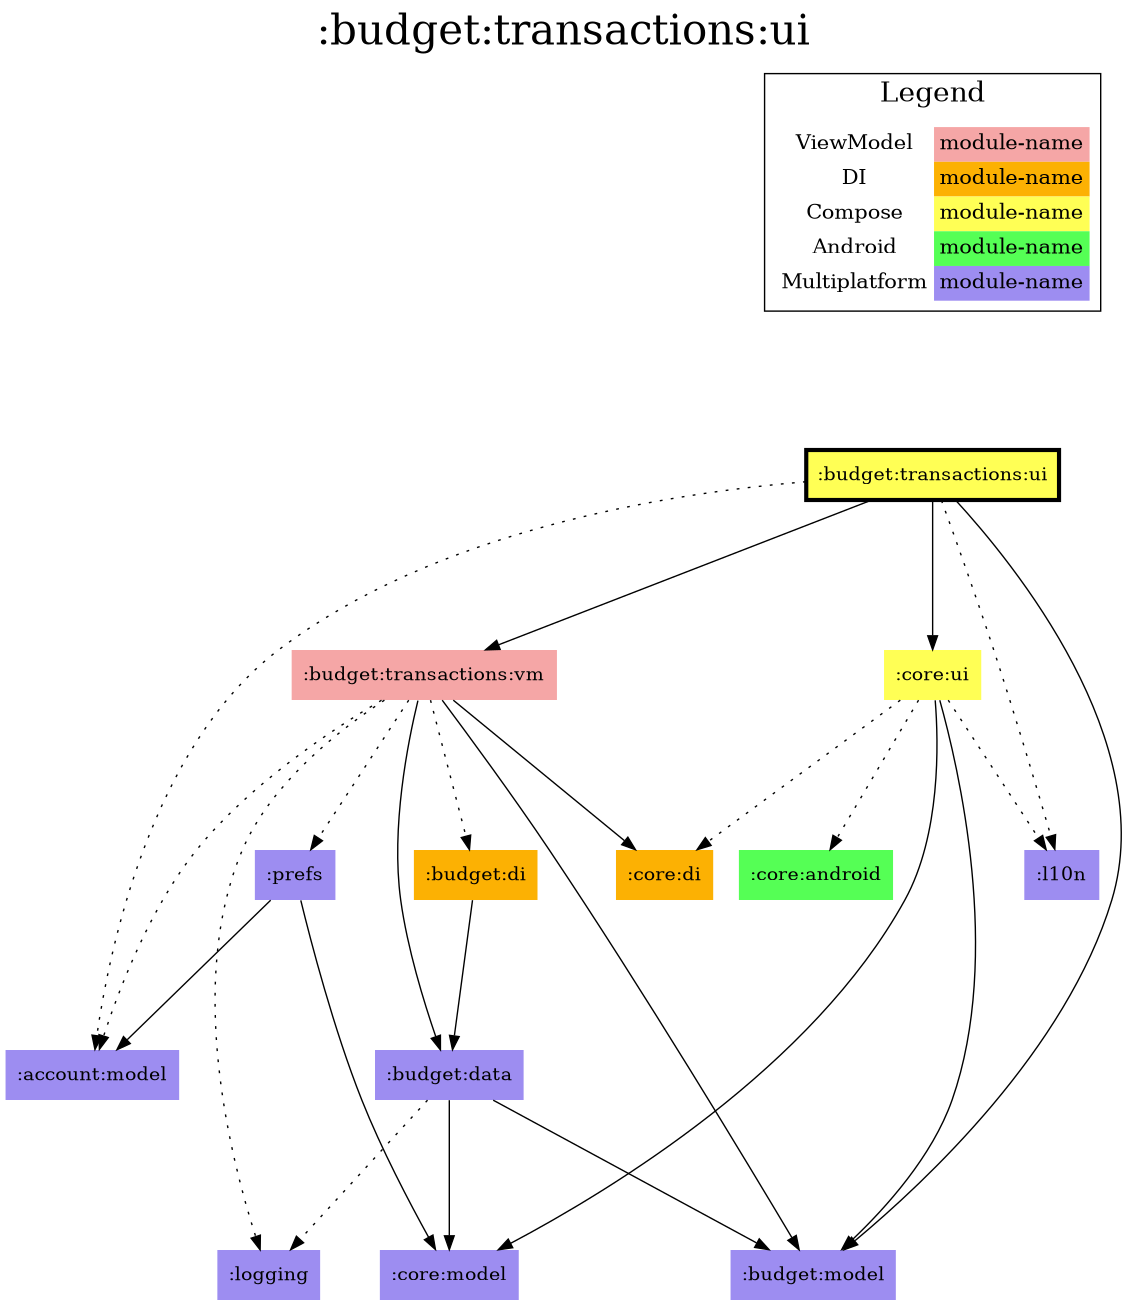 :budget:transactions:ui
Legend
ViewModel module-name
DI module-name
Compose module-name
Android module-name
Multiplatform module-name
:budget:transactions:ui
:budget:transactions:vm
:core:ui
:prefs
:budget:di
:core:di
:core:android
:l10n
:account:model
:budget:data
:logging
:core:model
:budget:model